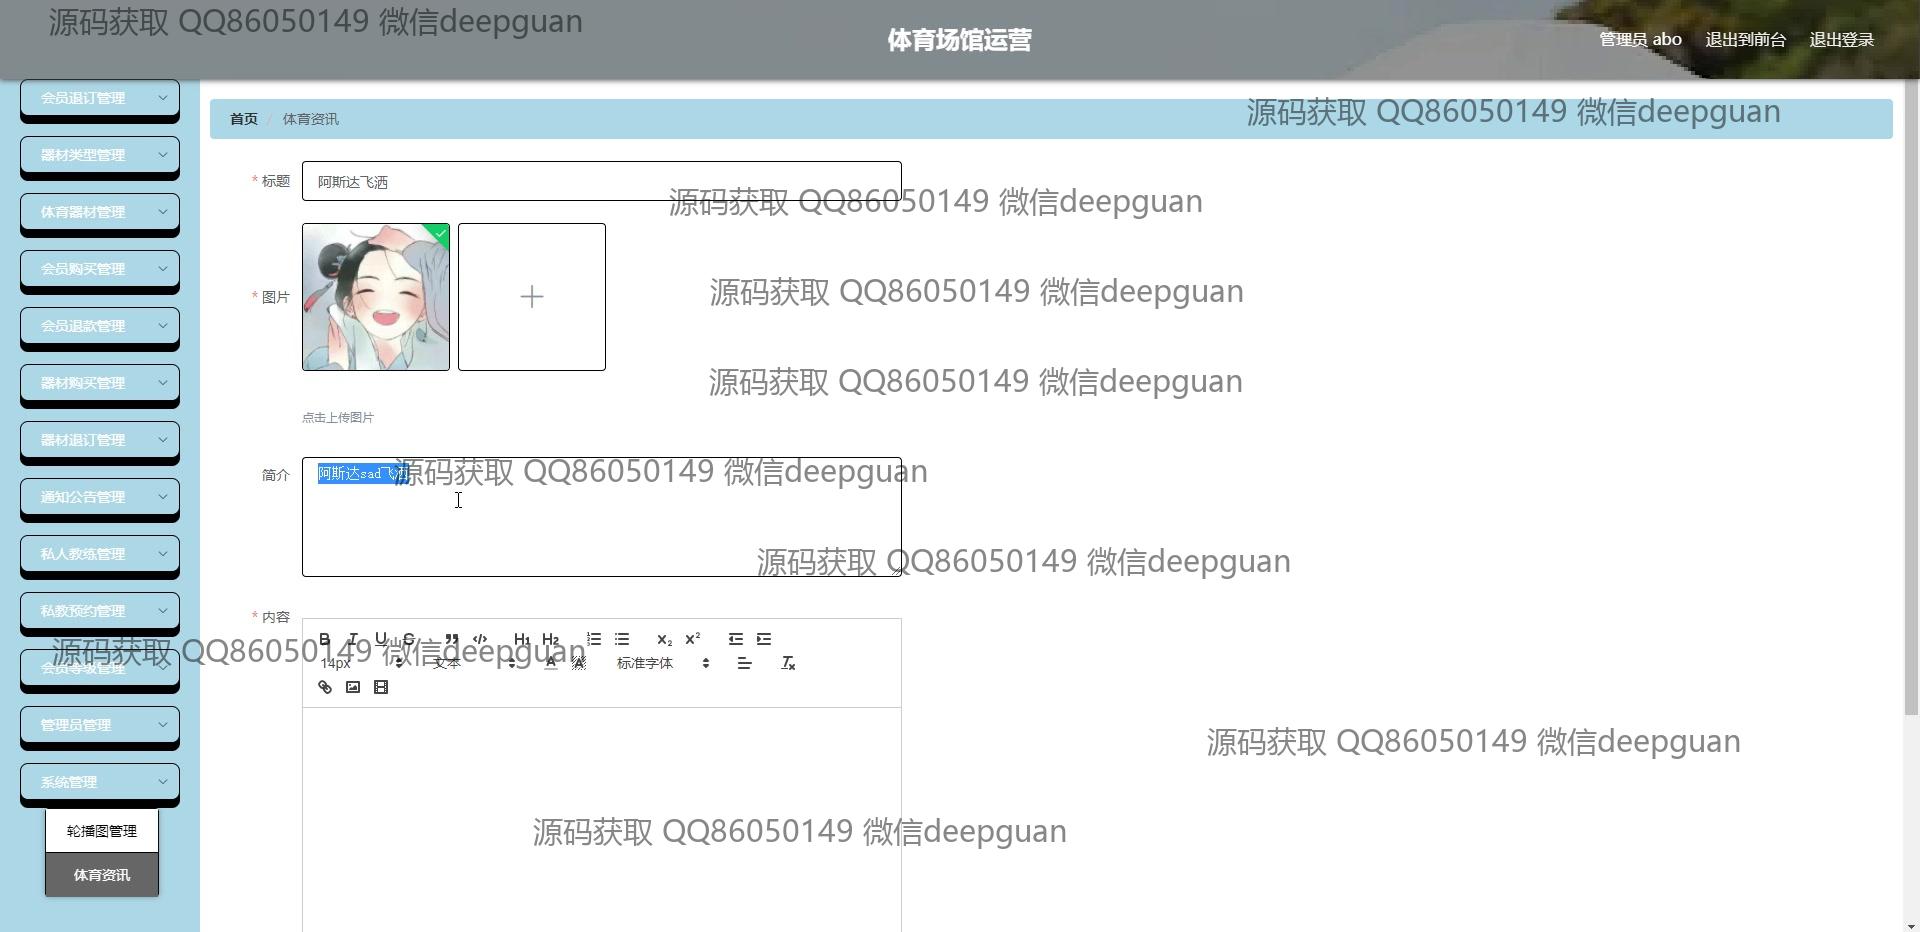 源码获取 QQ86050149 微信deepguan
体育场馆运营
管理员 abo 退出到前台 退出登录
会员退订管理
器材类型管理
体育器材管理
会员购买管理
会员退款管理
器材购买管理
器材退订管理
通知公告管理
私人教练管理
私教预约管理
会员等级管理
管理员管理
系统管理
轮播图管理
体育资讯
首页 / 体育资讯
源码获取 QQ86050149 微信deepguan
* 标题 阿斯达飞洒
源码获取 QQ86050149 微信deepguan
* 图片
源码获取 QQ86050149 微信deepguan
源码获取 QQ86050149 微信deepguan
点击上传图片
简介 阿斯达sad飞洒
源码获取 QQ86050149 微信deepguan
源码获取 QQ86050149 微信deepguan
* 内容
B I U S ” </> H1 H2 X₂ X²
源码获取 QQ86050149 微信deepguan
14px 文本 A A 标准字体 Tx
源码获取 QQ86050149 微信deepguan
源码获取 QQ86050149 微信deepguan